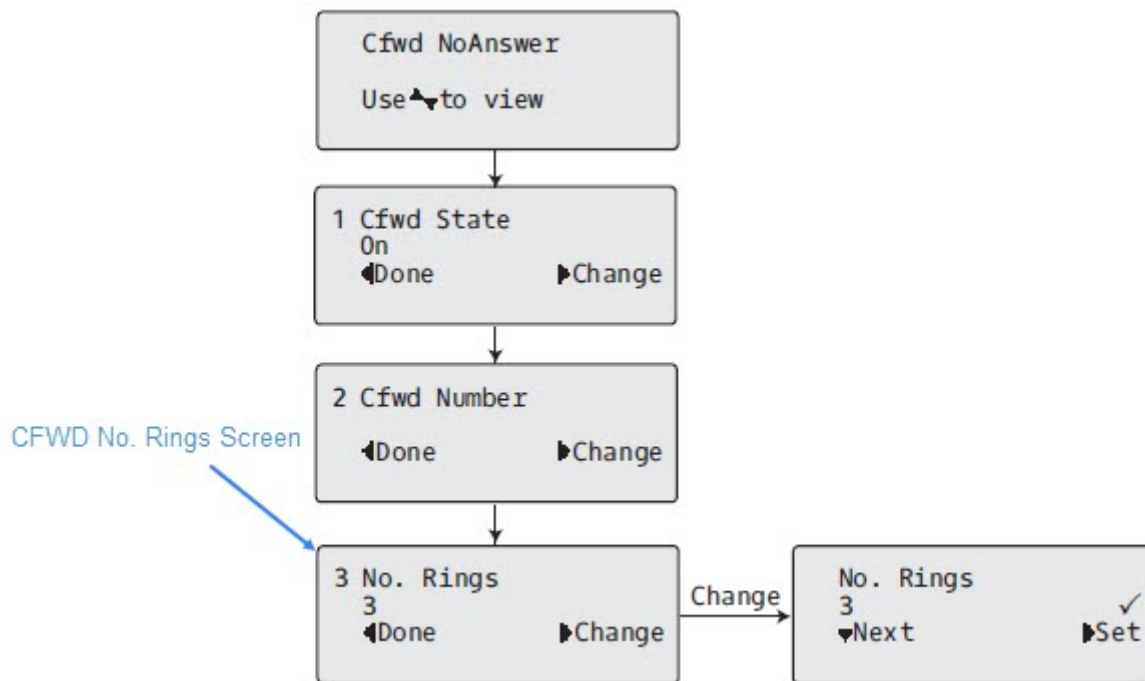 Cfwd NoAnswer
Use to view
1 Cfwd State
On
Done Change
2 Cfwd Number
Done Change
CFWD No. Rings Screen
3 No. Rings
3
Done Change
Change
No. Rings
3 ✓
Next Set